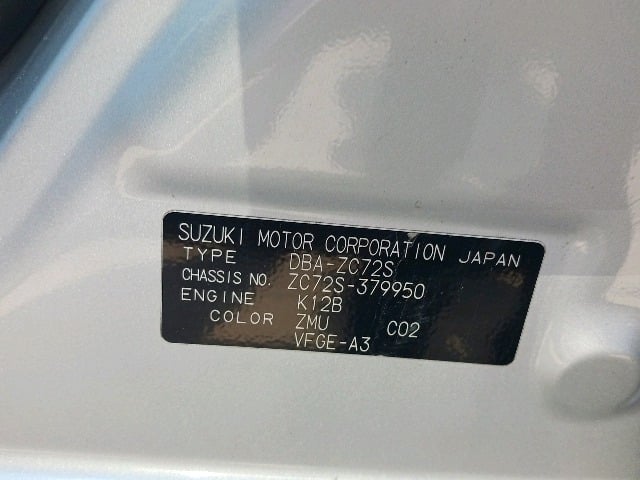 SUZUKI MOTOR CORPORATION JAPAN
TYPE DBA-ZC72S
CHASSIS NO. ZC72S-379950
ENGINE K12B
COLOR ZMU C02
VFGE-A3